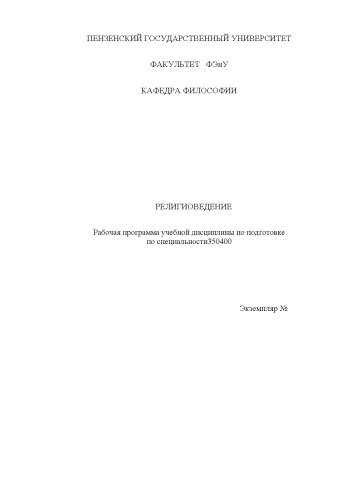 ПЕНЗЕНСКИЙ ГОСУДАРСТВЕННЫЙ УНИВЕРСИТЕТ
ФАКУЛЬТЕТ ФЭиУ
КАФЕДРА ФИЛОСОФИИ
РЕЛИГИОВЕДЕНИЕ
Рабочая программа учебной дисциплины по подготовке
по специальности350400
Экземпляр №